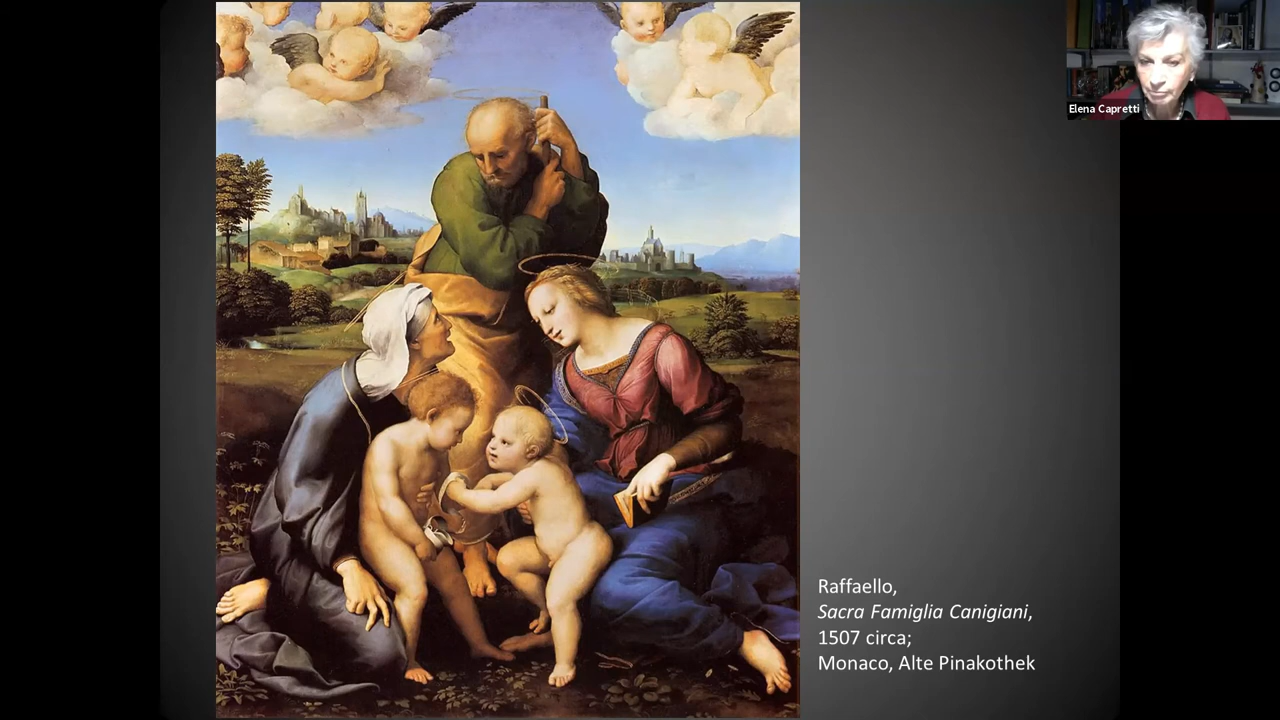 Elena Capretti
Raffaello,
Sacra Famiglia Canigiani,
1507 circa;
Monaco, Alte Pinakothek